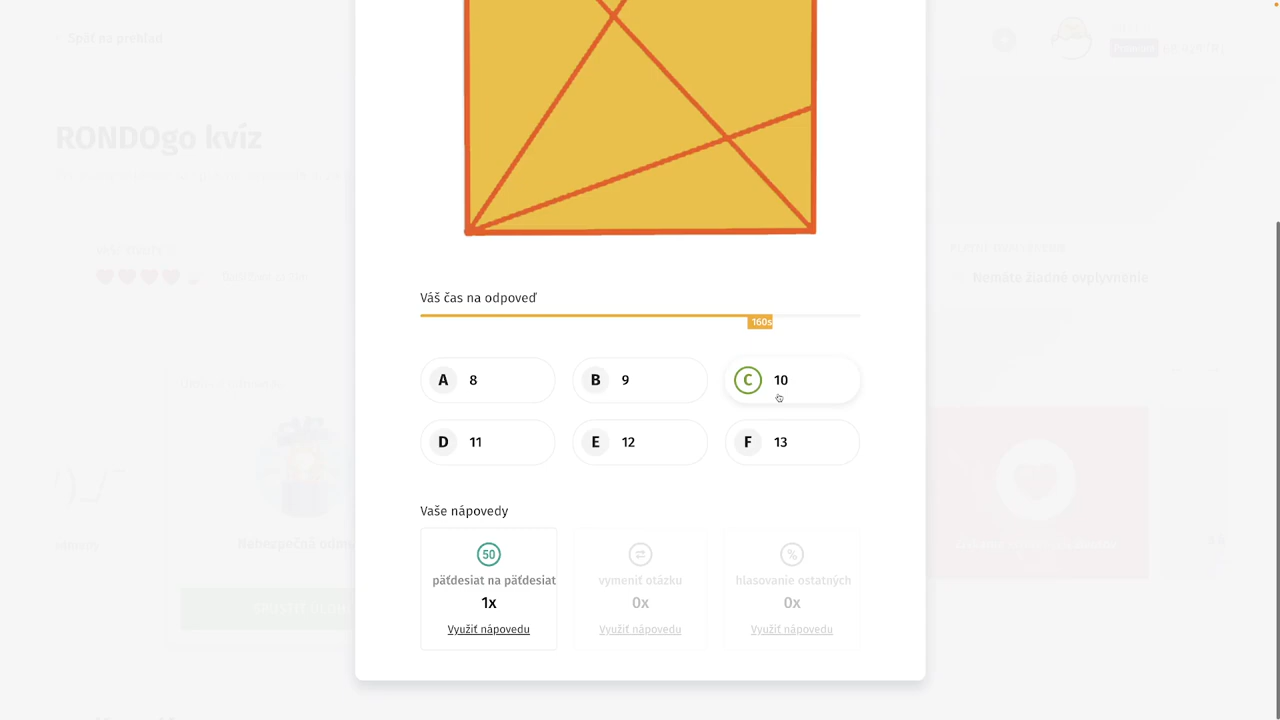 Späť na prehľad
RONDOgo kvíz
Nemáte žiadne ovplyvnenie
Váš čas na odpoveď
160s
A 8
B 9
C 10
D 11
E 12
F 13
Vaše nápovedy
50
päťdesiat na päťdesiat
1x
Využiť nápovedu
vymeniť otázku
0x
Využiť nápovedu
%
hlasovanie ostatných
0x
Využiť nápovedu